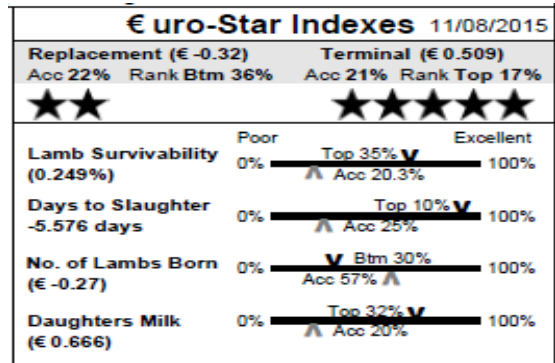 € uro-Star Indexes 11/08/2015
Replacement (€ -0.32) Terminal (€ 0.509)
Acc 22% Rank Btm 36% Acc 21% Rank Top 17%
Poor Excellent
Lamb Survivability 0% Top 35% 100%
(0.249%) Acc 20.3%
Days to Slaughter 0% Top 10% 100%
-5.576 days Acc 25%
No. of Lambs Born 0% Btm 30% 100%
(€ -0.27) Acc 57%
Daughters Milk 0% Top 32% 100%
(€ 0.666) Acc 20%